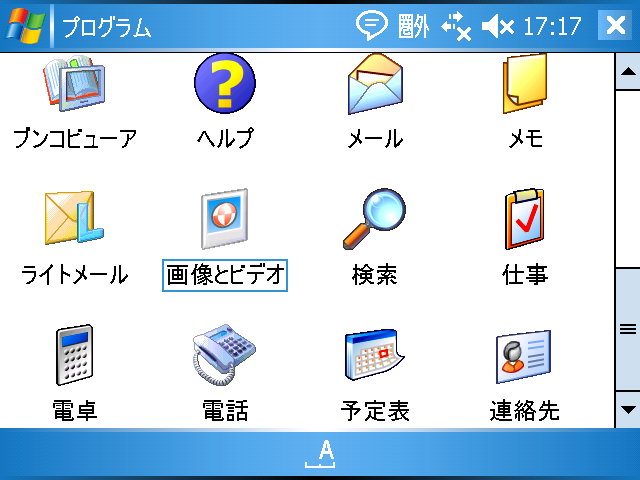 プログラム 圏外 17:17
ブンコビューア ヘルプ メール メモ
ライトメール 画像とビデオ 検索 仕事
電卓 電話 予定表 連絡先
A